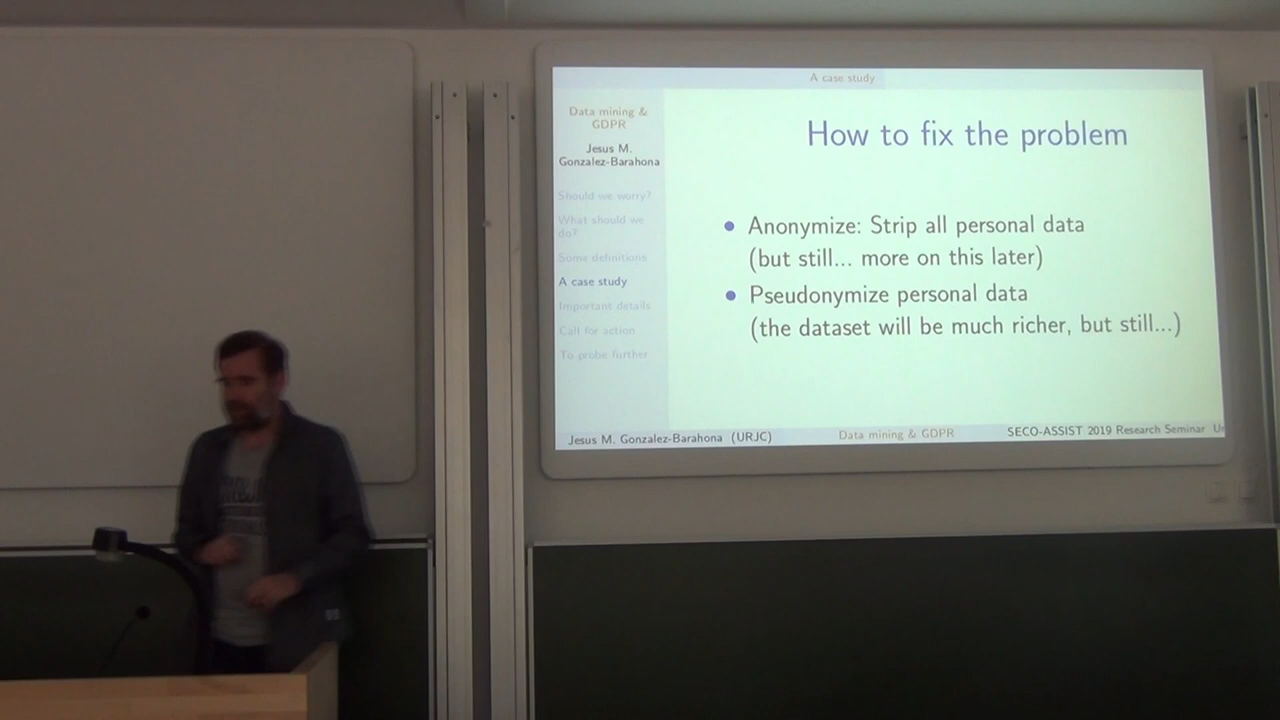 A case study
Data mining &
GDPR
Jesus M.
Gonzalez-Barahona
Should we worry?
What should we
do?
Some definitions
A case study
Important details
Call for action
To probe further
How to fix the problem
Anonymize: Strip all personal data
(but still... more on this later)
Pseudonymize personal data
(the dataset will be much richer, but still...)
Jesus M. Gonzalez-Barahona (URJC)
Data mining & GDPR
SECO-ASSIST 2019 Research Seminar